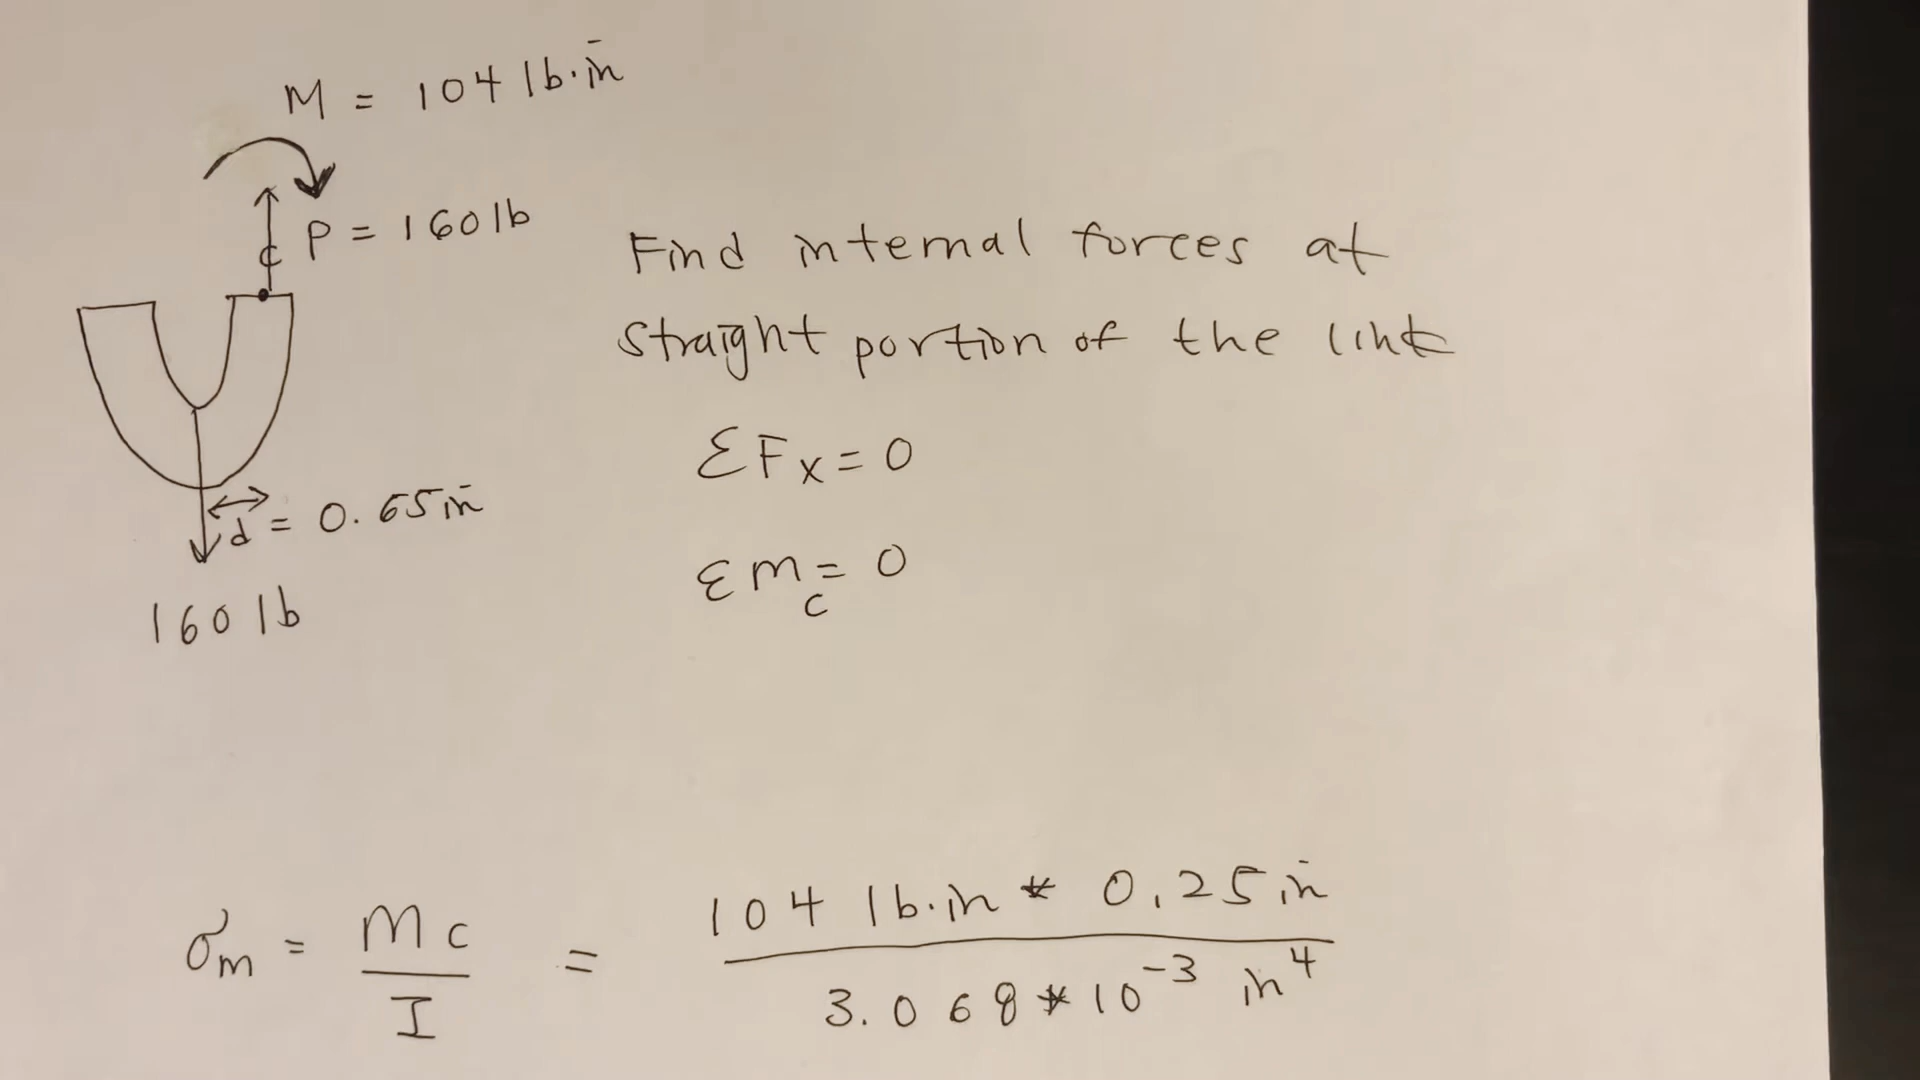 M = 104 lb·in
P = 160 lb
C
Find internal forces at
straight portion of the link
ΣFx = 0
d = 0.65 in
ΣMc = 0
160 lb
σm = Mc / I = 104 lb·in * 0.25 in / 3.068 * 10^-3 in^4